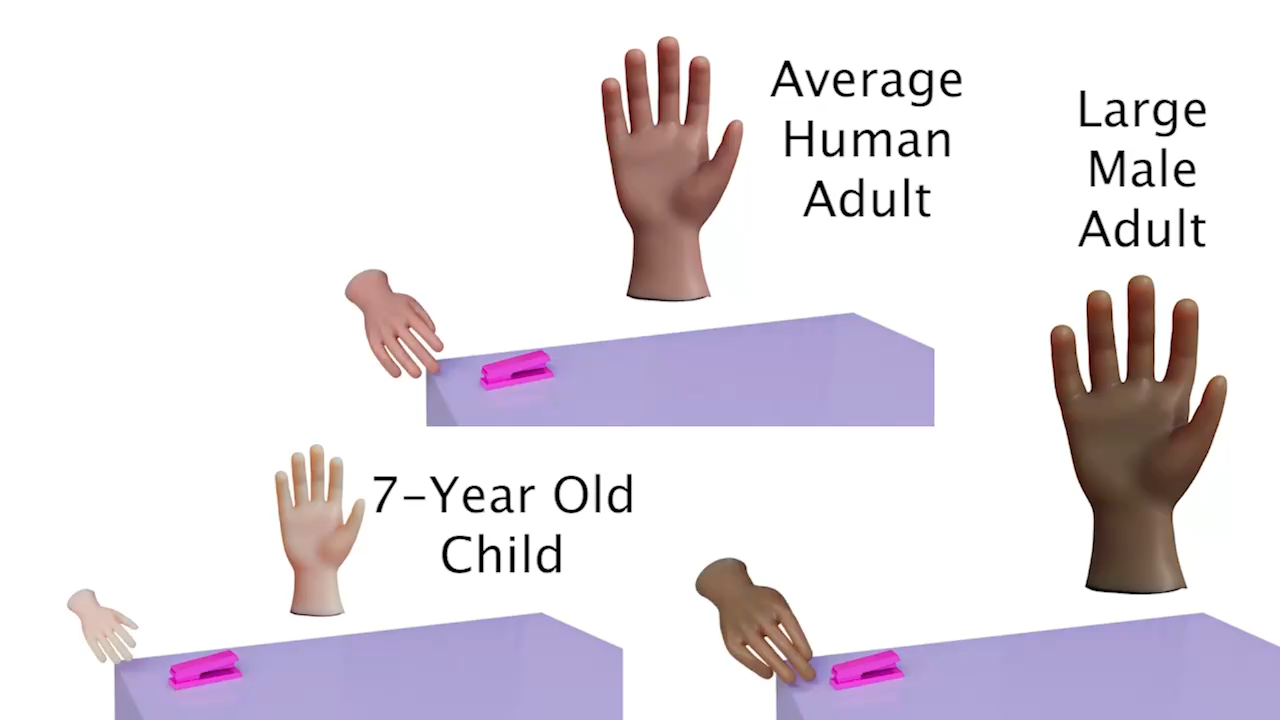 Average
Human
Adult
Large
Male
Adult
7-Year Old
Child